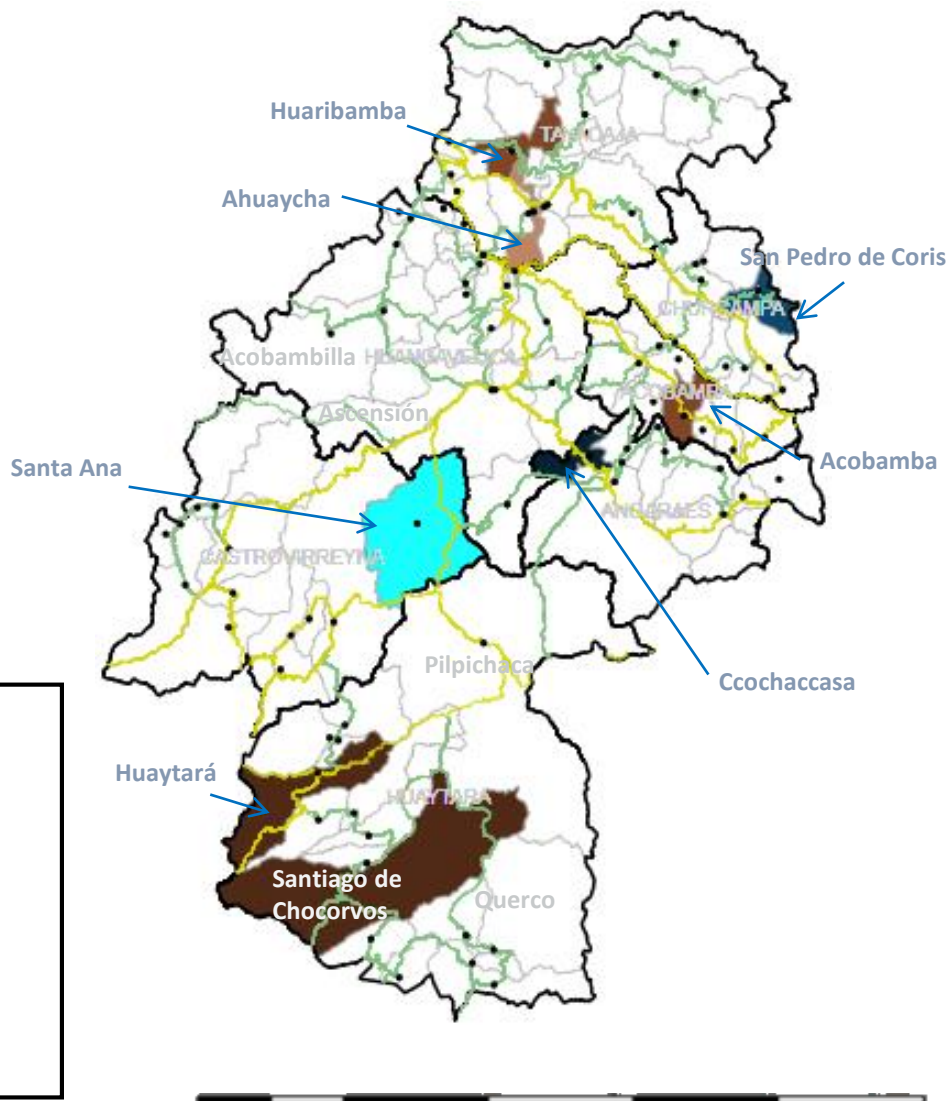 Huaribamba
Ahuaycha
San Pedro de Coris
Acobambilla
Ascensión
Santa Ana
Acobamba
CASTROVIRREYNA
Pilpichaca
Ccochaccasa
Huaytará
HUAYTARA
Santiago de
Chocorvos
Querco